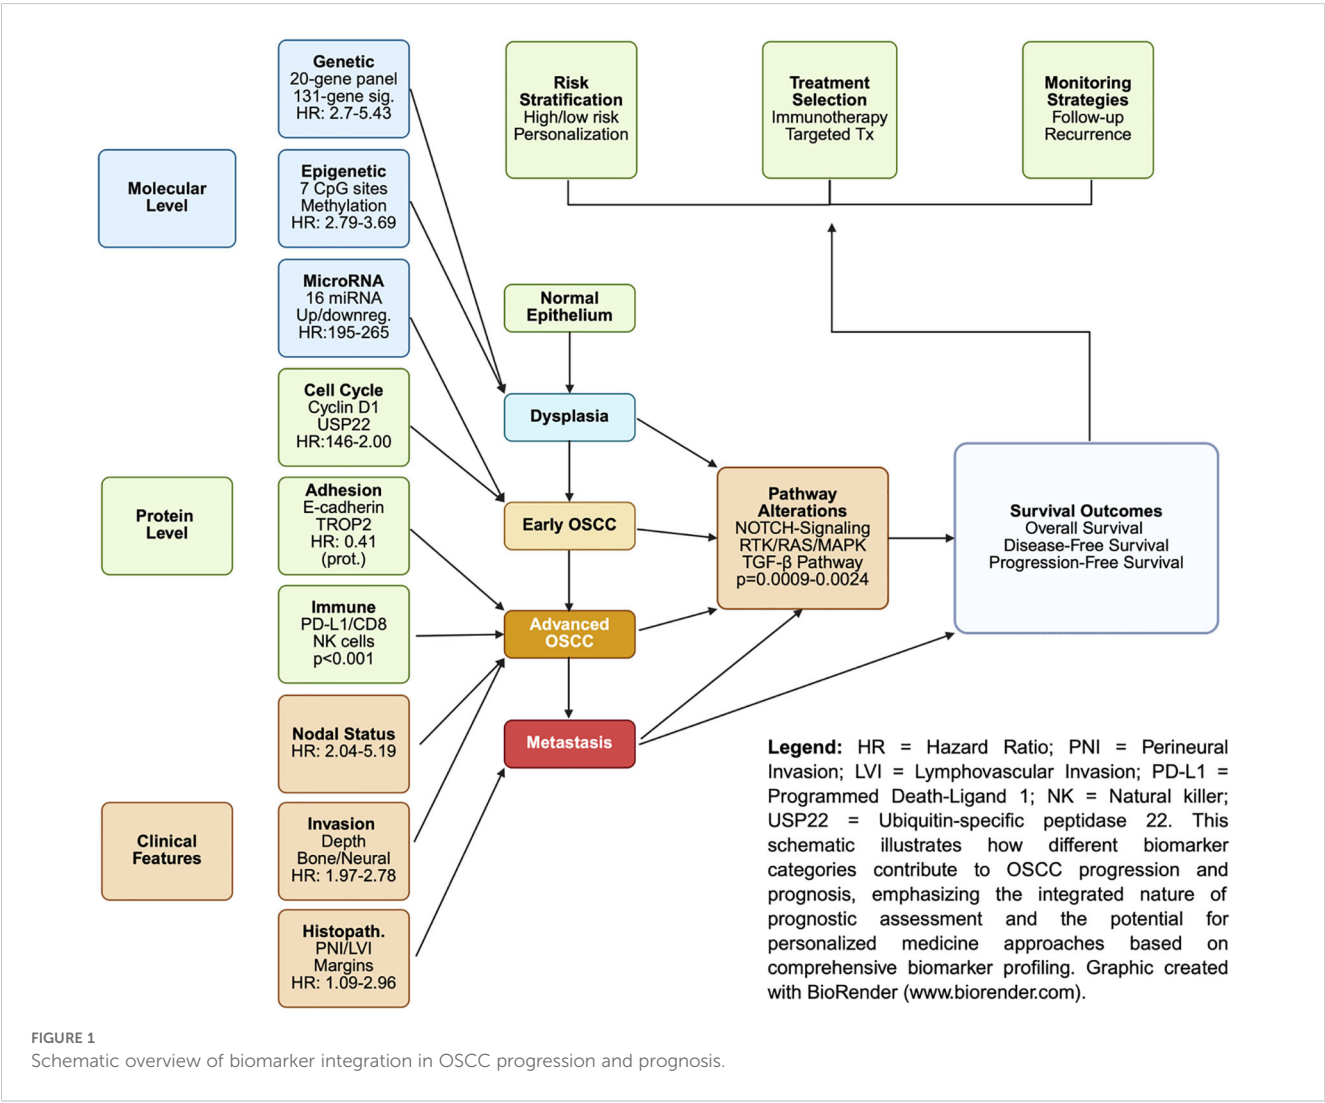 Genetic
20-gene panel
131-gene sig.
HR: 2.7-5.43
Risk
Stratification
High/low risk
Personalization
Treatment
Selection
Immunotherapy
Targeted Tx
Monitoring
Strategies
Follow-up
Recurrence
Molecular
Level
Epigenetic
7 CpG sites
Methylation
HR: 2.79-3.69
MicroRNA
16 miRNA
Up/downreg.
HR:195-265
Normal
Epithelium
Cell Cycle
Cyclin D1
USP22
HR:146-2.00
Dysplasia
Protein
Level
Adhesion
E-cadherin
TROP2
HR: 0.41
(prot.)
Early OSCC
Pathway
Alterations
NOTCH-Signaling
RTK/RAS/MAPK
TGF-β Pathway
p=0.0009-0.0024
Survival Outcomes
Overall Survival
Disease-Free Survival
Progression-Free Survival
Immune
PD-L1/CD8
NK cells
p<0.001
Advanced
OSCC
Nodal Status
HR: 2.04-5.19
Metastasis
Clinical
Features
Invasion
Depth
Bone/Neural
HR: 1.97-2.78
Histopath.
PNI/LVI
Margins
HR: 1.09-2.96
Legend: HR = Hazard Ratio; PNI = Perineural
Invasion; LVI = Lymphovascular Invasion; PD-L1 =
Programmed Death-Ligand 1; NK = Natural killer;
USP22 = Ubiquitin-specific peptidase 22. This
schematic illustrates how different biomarker
categories contribute to OSCC progression and
prognosis, emphasizing the integrated nature of
prognostic assessment and the potential for
personalized medicine approaches based on
comprehensive biomarker profiling. Graphic created
with BioRender (www.biorender.com).
FIGURE 1
Schematic overview of biomarker integration in OSCC progression and prognosis.